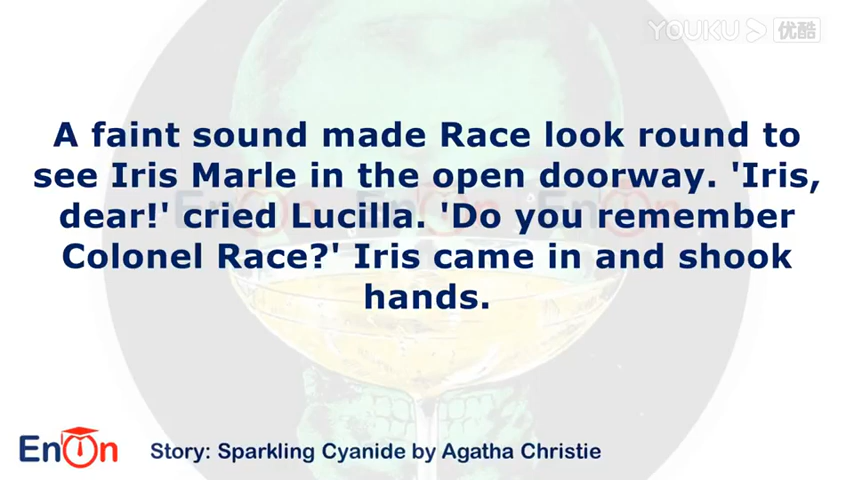 YOUKU 优酷
A faint sound made Race look round to
see Iris Marle in the open doorway. 'Iris,
dear!' cried Lucilla. 'Do you remember
Colonel Race?' Iris came in and shook
hands.
EnOn
Story: Sparkling Cyanide by Agatha Christie